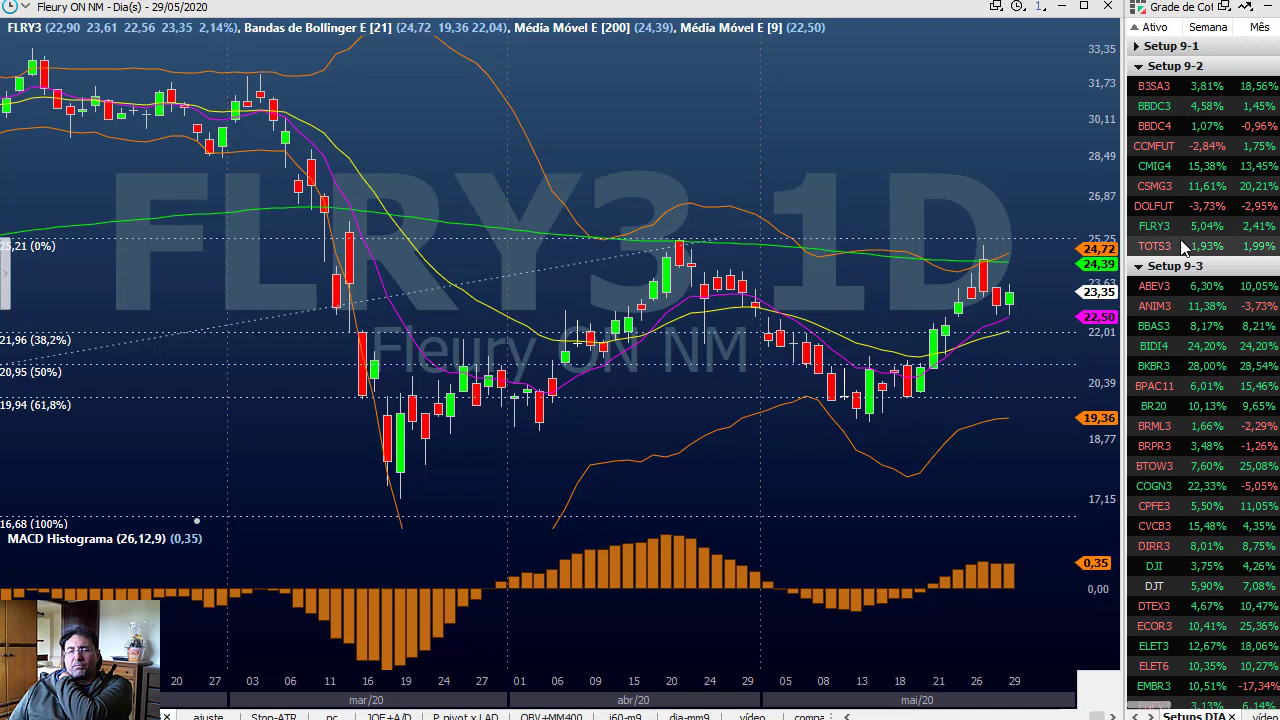 Fleury ON NM - Dia(s) - 29/05/2020
FLRY3 (22,90 23,61 22,56 23,35 2,14%), Bandas de Bollinger E [21] (24,72 19,36 22,04), Média Móvel E [200] (24,39), Média Móvel E [9] (22,50)
FLRY3 1D
Fleury ON NM
33,35
31,73
30,11
28,49
26,87
25,25
24,72
24,39
23,63
23,35
22,50
22,01
20,39
19,36
18,77
17,15
25,21 (0%)
21,96 (38,2%)
20,95 (50%)
19,94 (61,8%)
16,68 (100%)
MACD Histograma (26,12,9) (0,35)
0,35
0,00
20 27 03 06 11 16 19 24 27 01 06 09 15 20 24 29 05 08 13 18 21 26 29
mar/20 abr/20 mai/20
ajuste Stop-ATR pc JOE+A/D P pivot x LAD OBV+MM400 i60-m9 dia-mm9 vídeo compa
Grade de Cot
Ativo Semana Mês
Setup 9-1
Setup 9-2
B3SA3 3,81% 18,56%
BBDC3 4,58% 1,45%
BBDC4 1,07% -0,96%
CCMFUT -2,84% 1,75%
CMIG4 15,38% 13,45%
CSMG3 11,61% 20,21%
DOLFUT -3,73% -2,95%
FLRY3 5,04% 2,41%
TOTS3 1,93% 1,99%
Setup 9-3
ABEV3 6,30% 10,05%
ANIM3 11,38% -3,73%
BBAS3 8,17% 8,21%
BIDI4 24,20% 24,20%
BKBR3 28,00% 28,54%
BPAC11 6,01% 15,46%
BR20 10,13% 9,65%
BRML3 1,66% -2,29%
BRPR3 3,48% -1,26%
BTOW3 7,60% 25,08%
COGN3 22,33% -5,05%
CPFE3 5,50% 11,05%
CVCB3 15,48% 4,35%
DIRR3 8,01% 8,75%
DJI 3,75% 4,26%
DJT 5,90% 7,08%
DTEX3 4,67% 10,47%
ECOR3 10,41% 25,36%
ELET3 12,67% 18,06%
ELET6 10,35% 10,27%
EMBR3 10,51% -17,34%
3,13% 6,14%
Setups DIA